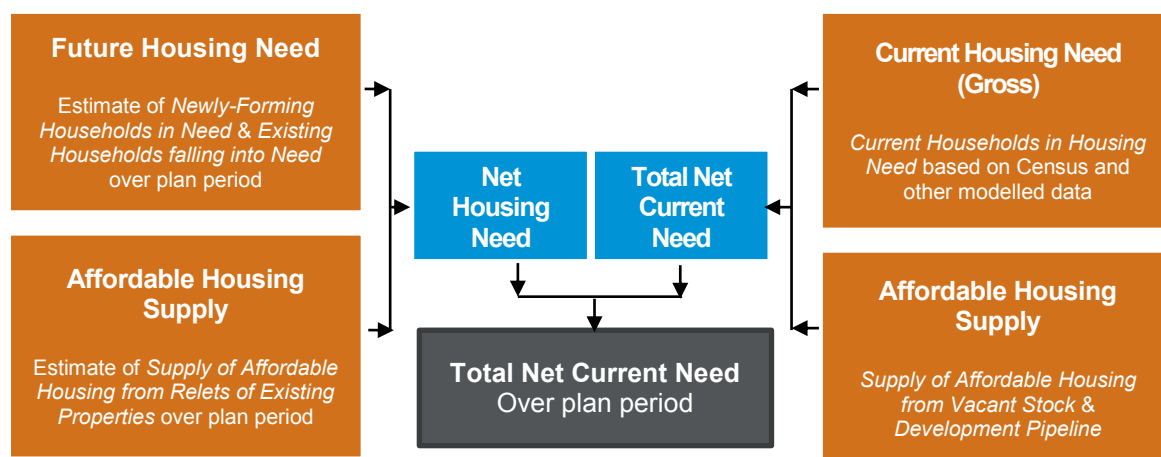 Future Housing Need
Estimate of Newly-Forming
Households in Need & Existing
Households falling into Need
over plan period
Affordable Housing
Supply
Estimate of Supply of Affordable
Housing from Relets of Existing
Properties over plan period
Net
Housing
Need
Total Net
Current
Need
Total Net Current Need
Over plan period
Current Housing Need
(Gross)
Current Households in Housing
Need based on Census and
other modelled data
Affordable Housing
Supply
Supply of Affordable Housing
from Vacant Stock &
Development Pipeline